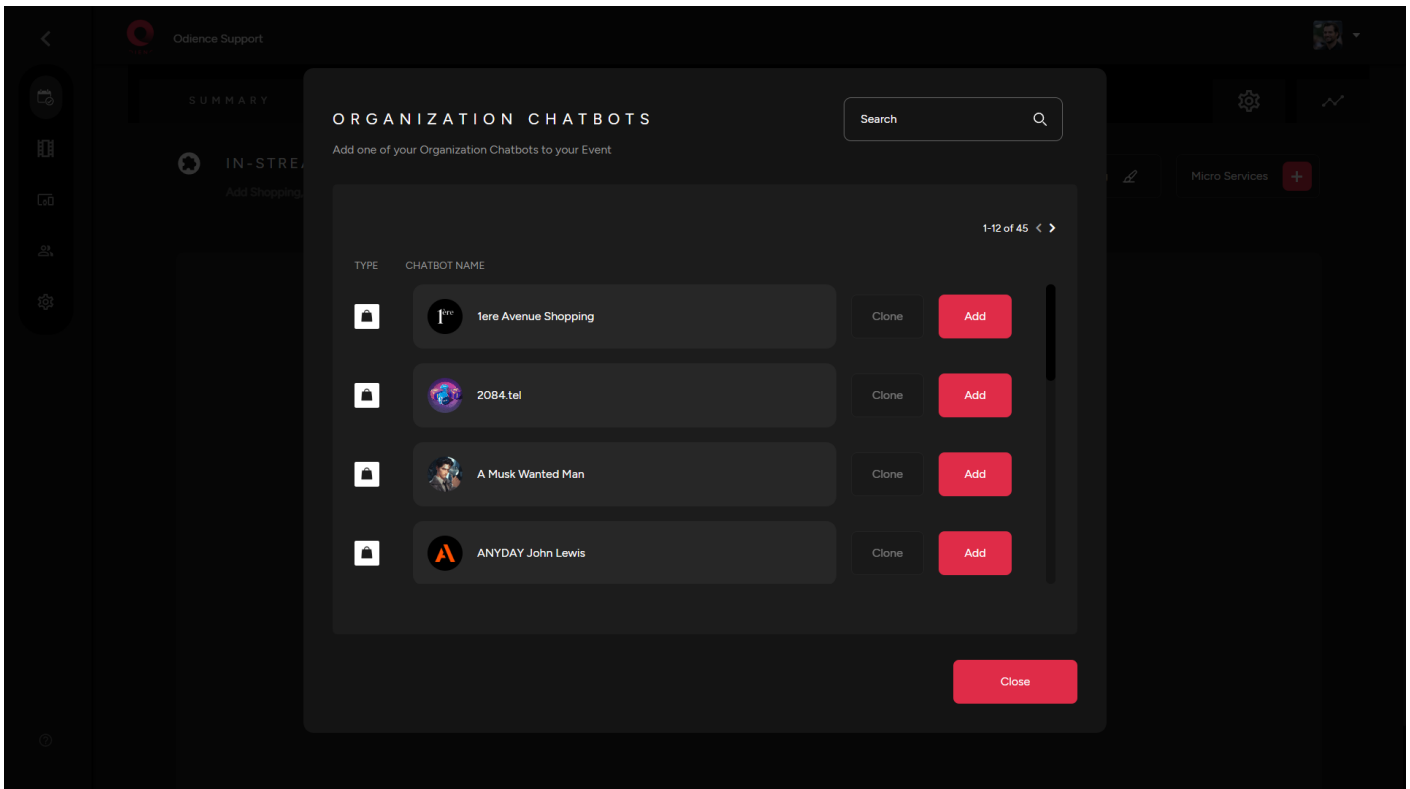 Odience Support
SUMMARY
ORGANIZATION CHATBOTS
Add one of your Organization Chatbots to your Event
Search
IN-STREA
Add Shopping,
Micro Services
1-12 of 45
TYPE
CHATBOT NAME
1ère
1ere Avenue Shopping
Clone
Add
2084.tel
Clone
Add
A Musk Wanted Man
Clone
Add
ANYDAY John Lewis
Clone
Add
Close